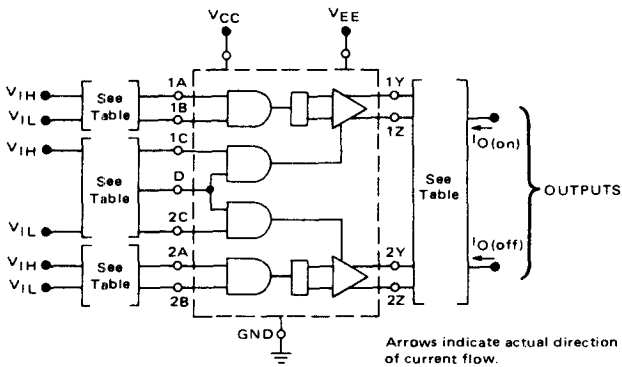 VCC
VEE
VIH
VIL
See
Table
1A
1B
1Y
1Z
VIH
VIL
See
Table
1C
D
2C
See
Table
IO(on)
IO(off)
OUTPUTS
VIH
VIL
See
Table
2A
2B
2Y
2Z
GND
Arrows indicate actual direction
of current flow.